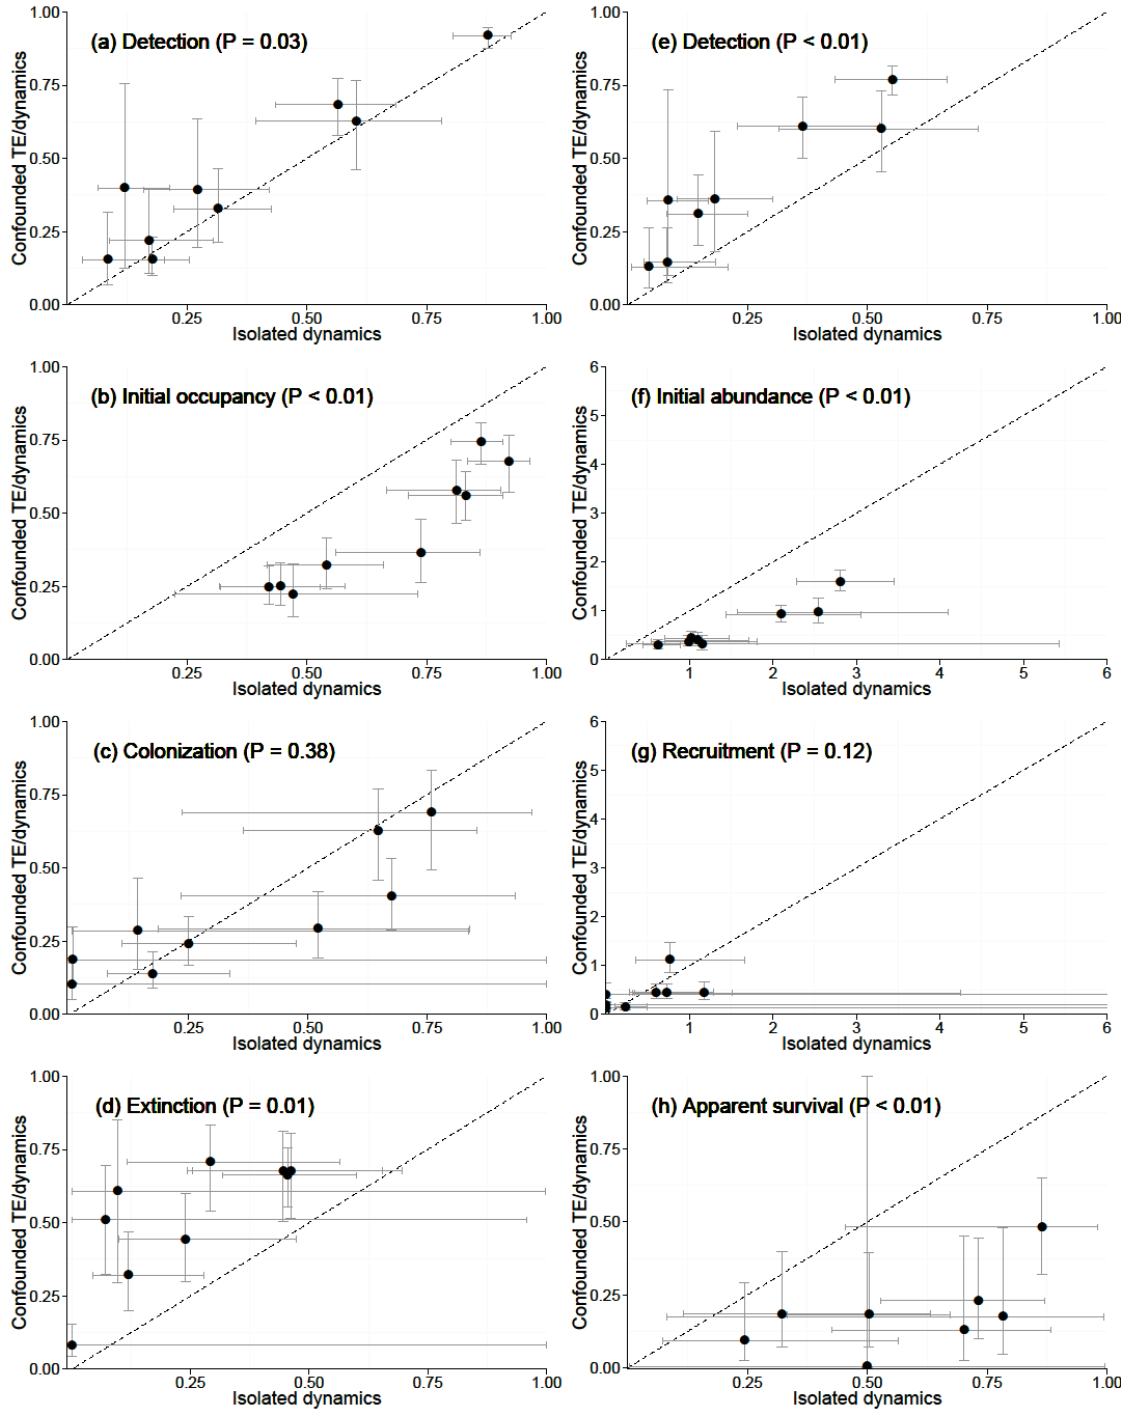 (a) Detection (P = 0.03)
Confounded TE/dynamics
1.00
0.75
0.50
0.25
0.00
0.25 0.50 0.75 1.00
Isolated dynamics
(e) Detection (P < 0.01)
Confounded TE/dynamics
1.00
0.75
0.50
0.25
0.00
0.25 0.50 0.75 1.00
Isolated dynamics
(b) Initial occupancy (P < 0.01)
Confounded TE/dynamics
1.00
0.75
0.50
0.25
0.00
0.25 0.50 0.75 1.00
Isolated dynamics
(f) Initial abundance (P < 0.01)
Confounded TE/dynamics
6
5
4
3
2
1
0
1 2 3 4 5 6
Isolated dynamics
(c) Colonization (P = 0.38)
Confounded TE/dynamics
1.00
0.75
0.50
0.25
0.00
0.25 0.50 0.75 1.00
Isolated dynamics
(g) Recruitment (P = 0.12)
Confounded TE/dynamics
6
5
4
3
2
1
0
1 2 3 4 5 6
Isolated dynamics
(d) Extinction (P = 0.01)
Confounded TE/dynamics
1.00
0.75
0.50
0.25
0.00
0.25 0.50 0.75 1.00
Isolated dynamics
(h) Apparent survival (P < 0.01)
Confounded TE/dynamics
1.00
0.75
0.50
0.25
0.00
0.25 0.50 0.75 1.00
Isolated dynamics